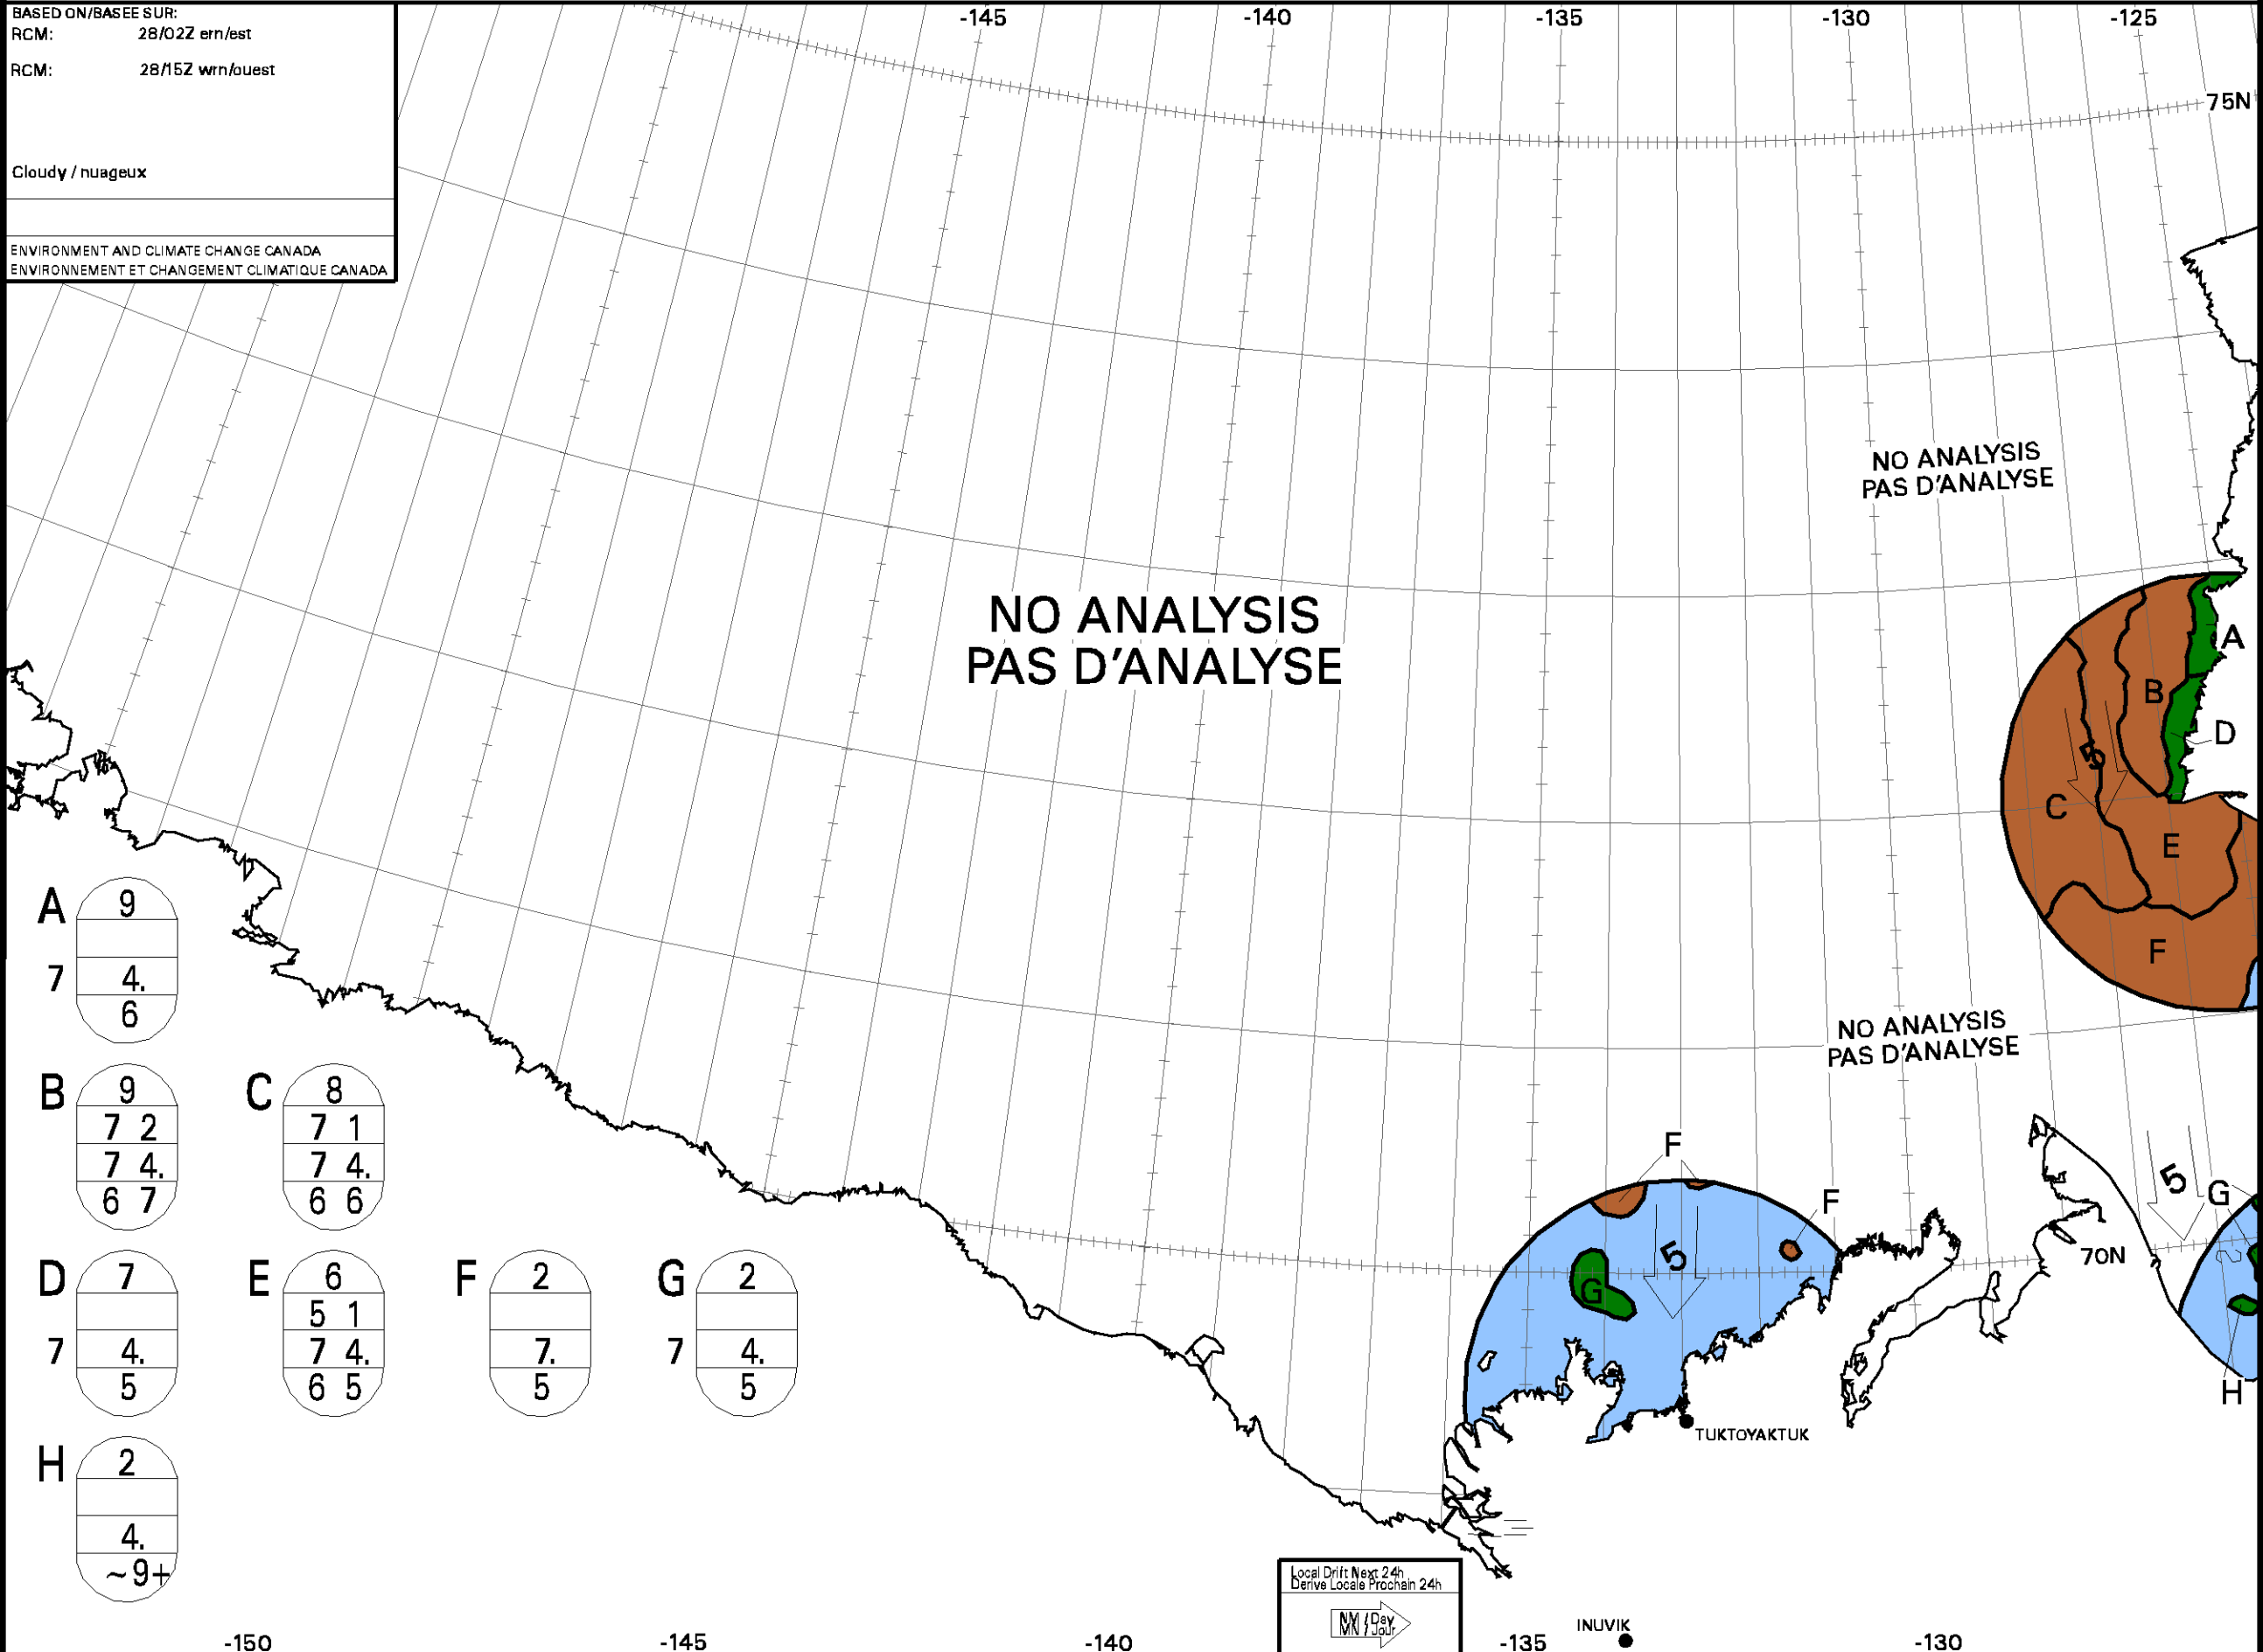 BASED ON/BASEE SUR:
RCM: 28/02Z ern/est
RCM: 28/15Z wrn/ouest
Cloudy / nuageux
ENVIRONMENT AND CLIMATE CHANGE CANADA
ENVIRONNEMENT ET CHANGEMENT CLIMATIQUE CANADA
-145 -140 -135 -130 -125
75N
NO ANALYSIS
PAS D'ANALYSE
NO ANALYSIS
PAS D'ANALYSE
A
B
D
5
C
E
F
NO ANALYSIS
PAS D'ANALYSE
A 9
7 4.
6
B 9
7 2
7 4.
6 7
C 8
7 1
7 4.
6 6
D 7
7 4.
5
E 6
5 1
7 4.
6 5
F 2
7.
5
G 2
7 4.
5
H 2
4.
~9+
F
F
5
G
5
G
70N
H
TUKTOYAKTUK
Local Drift Next 24h
Derive Locale Prochain 24h
NM / Day
MN / Jour
INUVIK
-150 -145 -140 -135 -130